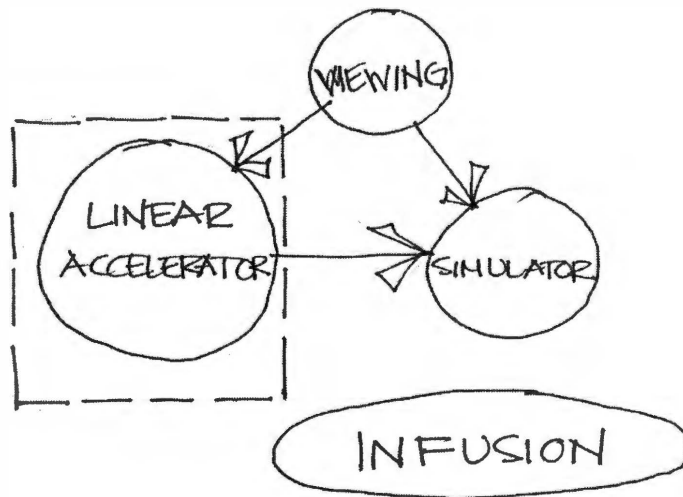 VIEWING
LINEAR
ACCELERATOR
SIMULATOR
INFUSION